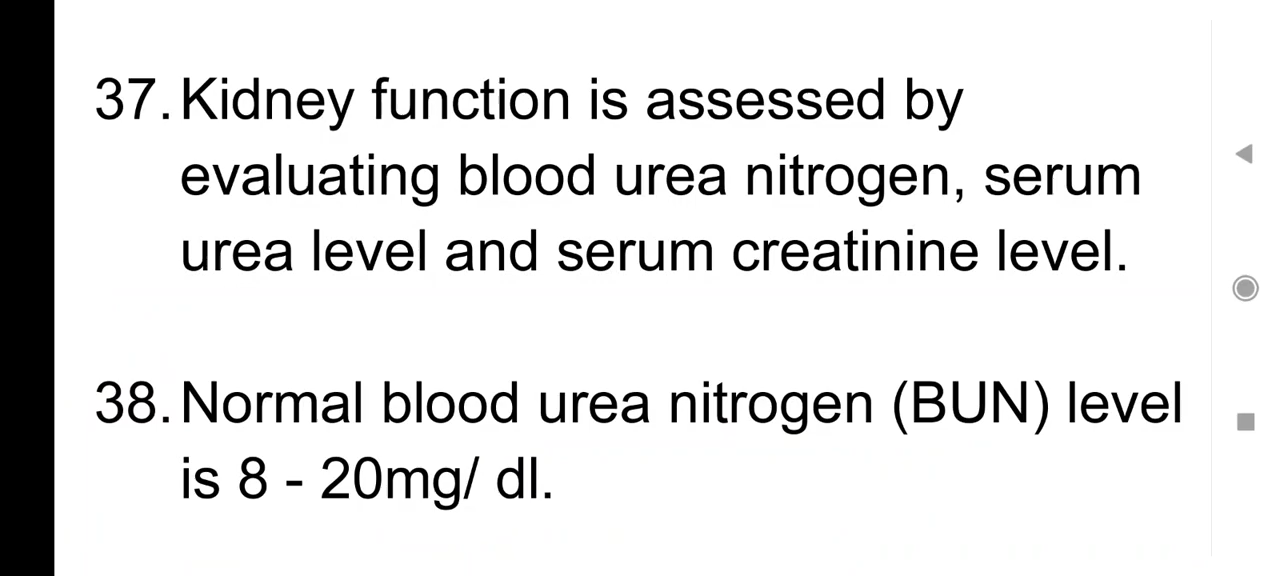 37. Kidney function is assessed by
evaluating blood urea nitrogen, serum
urea level and serum creatinine level.
38. Normal blood urea nitrogen (BUN) level
is 8 - 20mg/ dl.